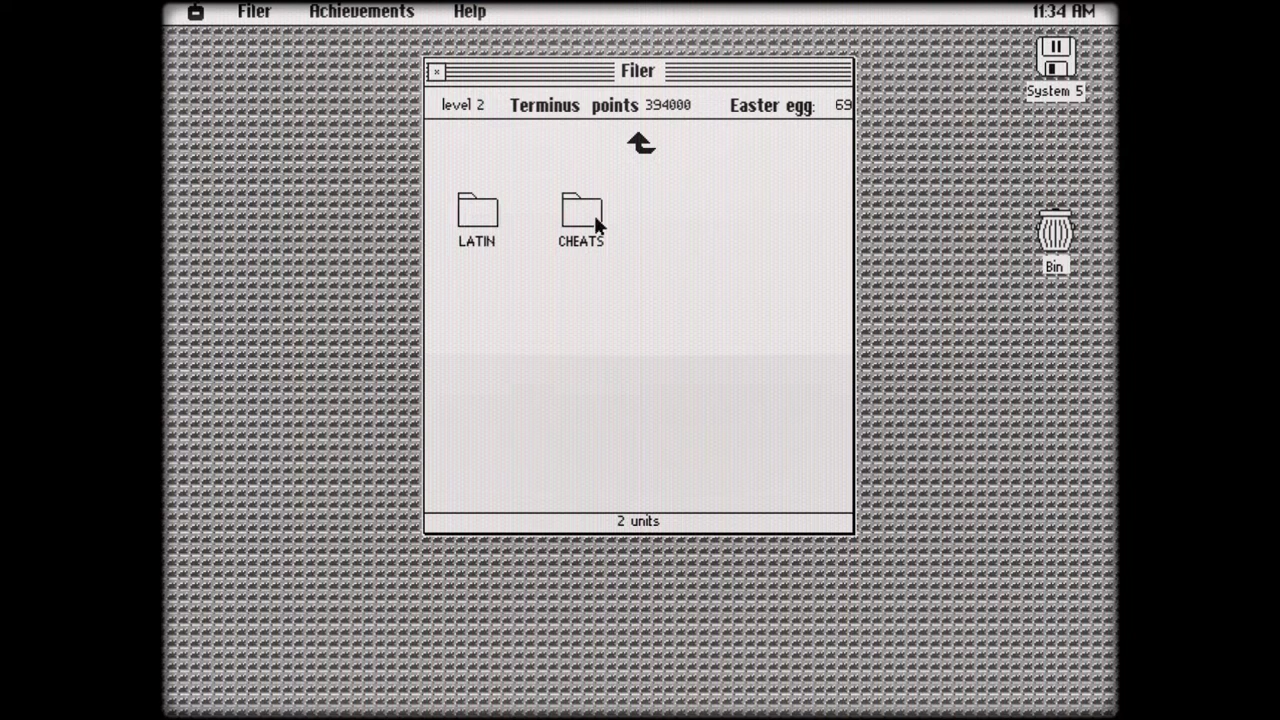 Filer Achievements Help 11:34 AM
Filer
level 2 Terminus points 394000 Easter egg: 69
System 5
LATIN CHEATS
Bin
2 units